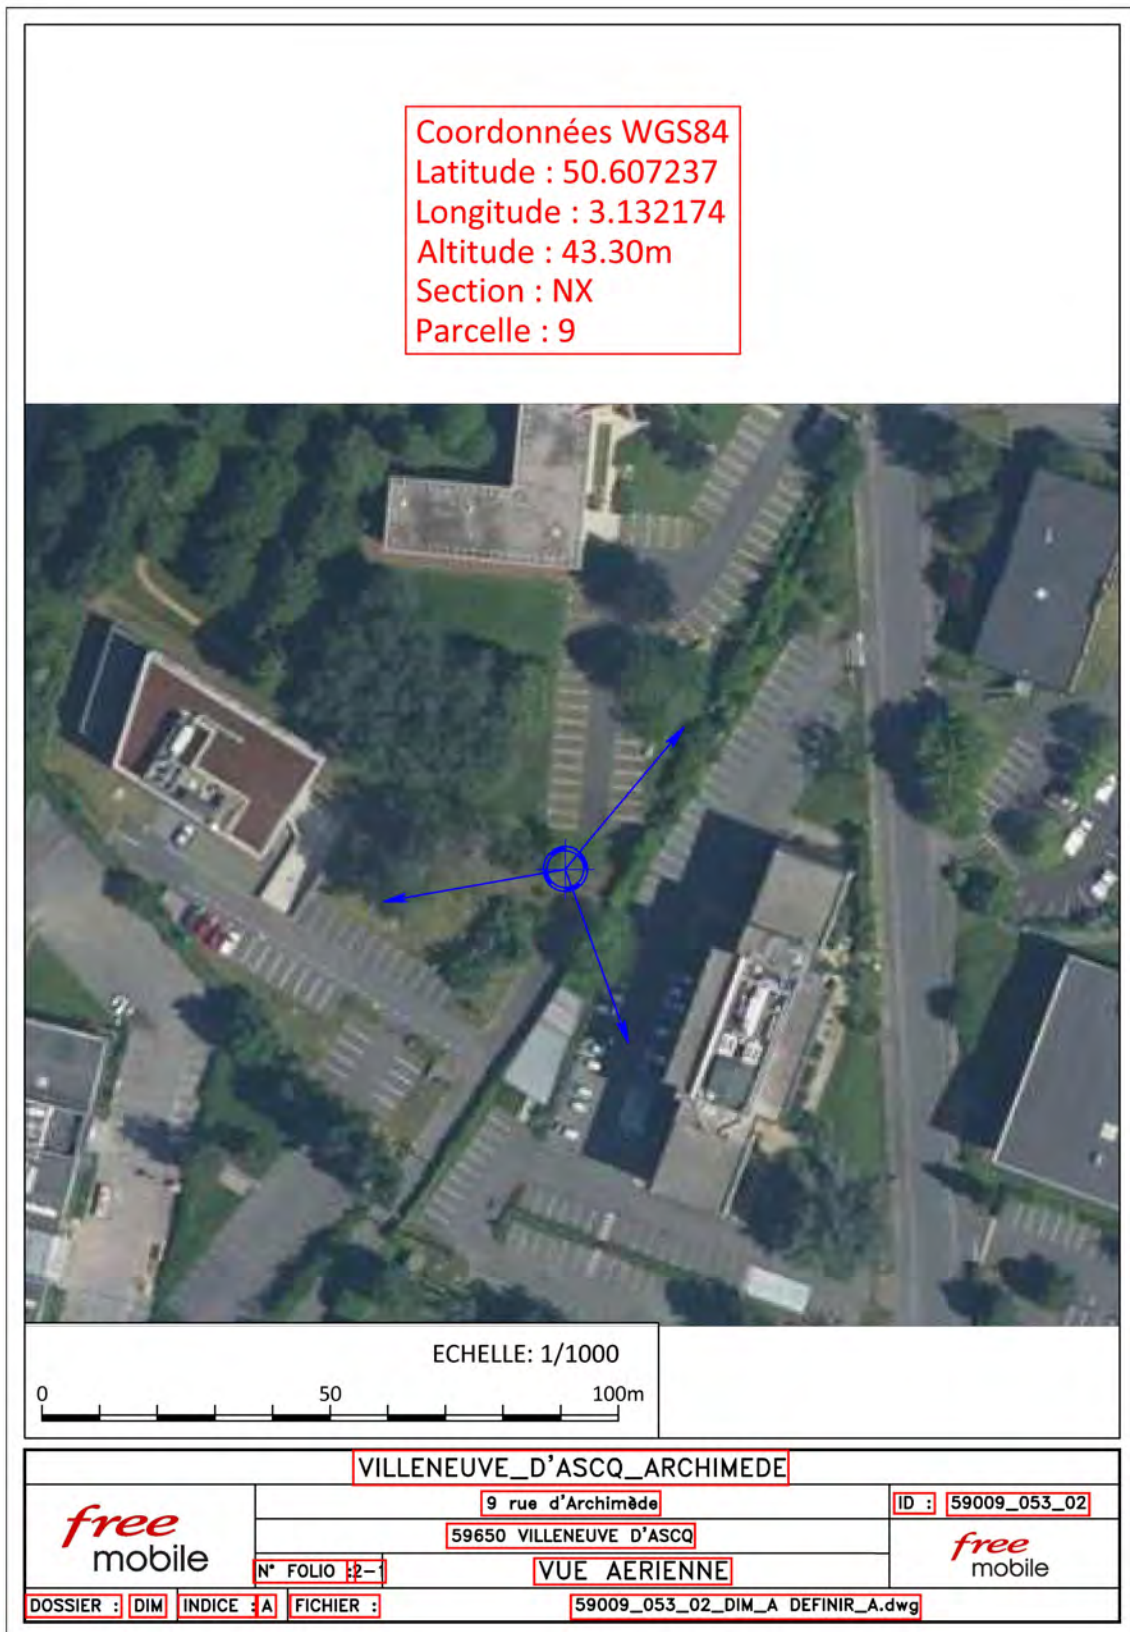 Coordonnées WGS84
Latitude : 50.607237
Longitude : 3.132174
Altitude : 43.30m
Section : NX
Parcelle : 9
ECHELLE: 1/1000
0 50 100m
VILLENEUVE_D'ASCQ_ARCHIMEDE
free mobile
9 rue d'Archimède
ID : 59009_053_02
59650 VILLENEUVE D'ASCQ
N° FOLIO :2-1
VUE AERIENNE
free mobile
DOSSIER : DIM INDICE : A FICHIER : 59009_053_02_DIM_A DEFINIR_A.dwg